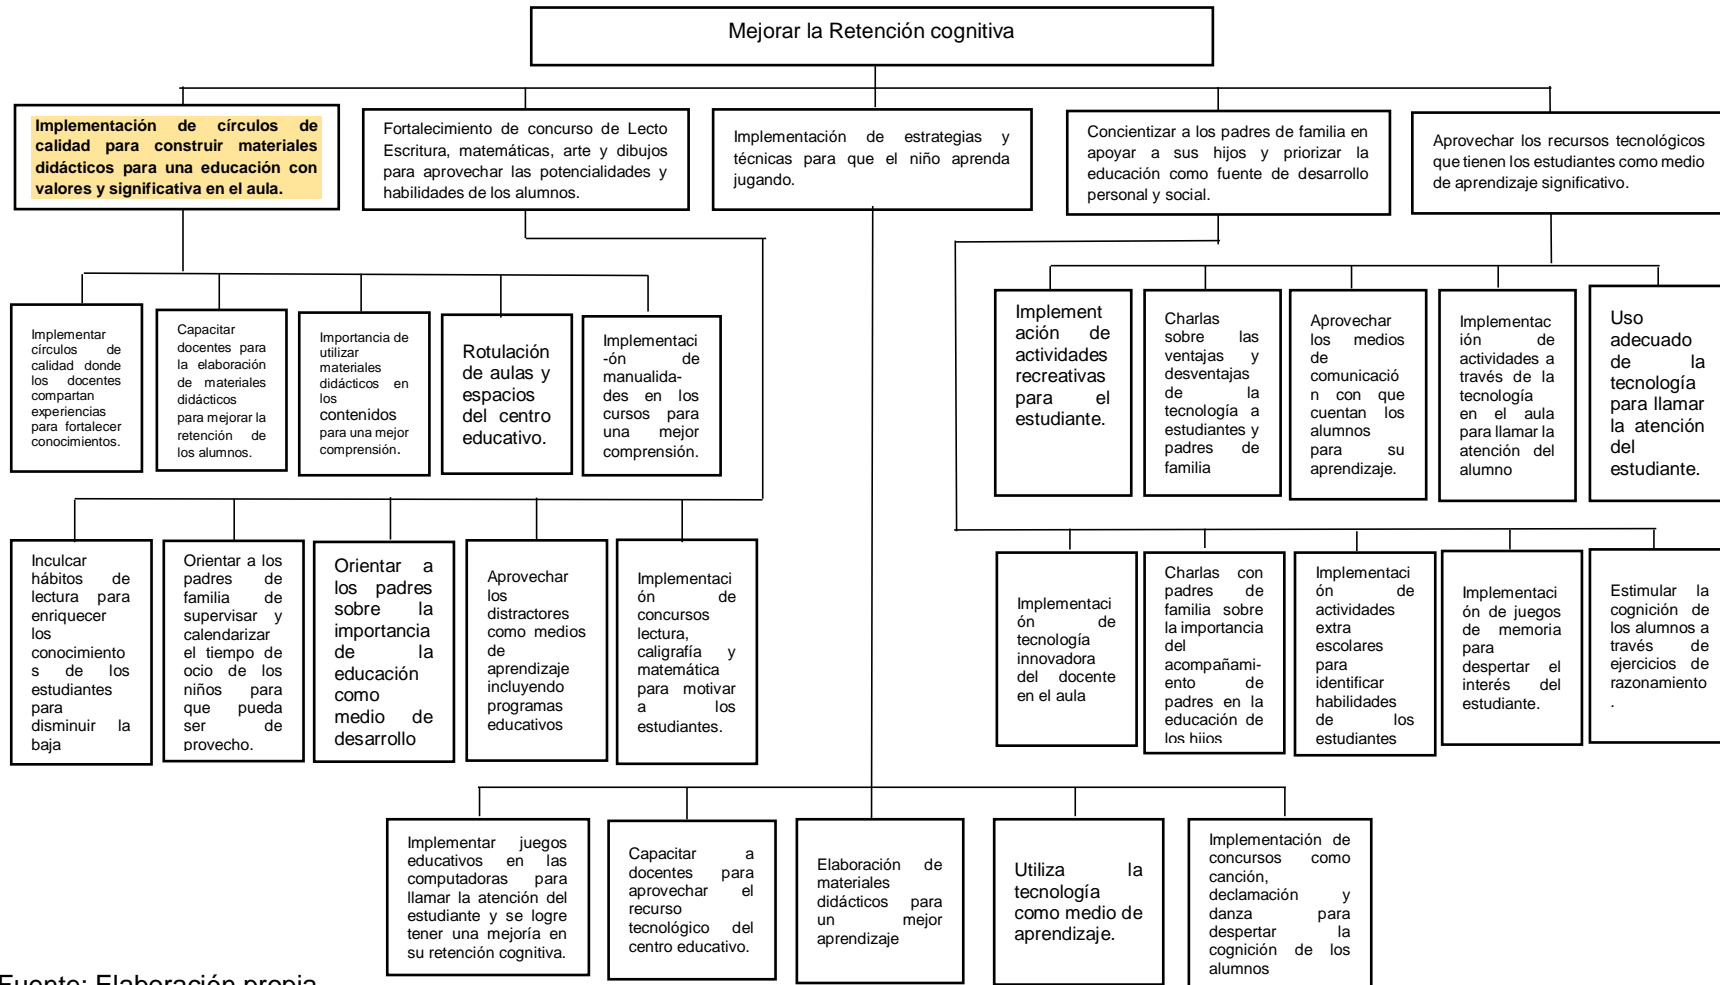 Mejorar la Retención cognitiva
Implementación de círculos de
calidad para construir materiales
didácticos para una educación con
valores y significativa en el aula.
Fortalecimiento de concurso de Lecto
Escritura, matemáticas, arte y dibujos
para aprovechar las potencialidades y
habilidades de los alumnos.
Implementación de estrategias y
técnicas para que el niño aprenda
jugando.
Concientizar a los padres de familia en
apoyar a sus hijos y priorizar la
educación como fuente de desarrollo
personal y social.
Aprovechar los recursos tecnológicos
que tienen los estudiantes como medio
de aprendizaje significativo.
Implementar
círculos de
calidad donde
los docentes
compartan
experiencias
para fortalecer
conocimientos.
Capacitar
docentes para
la elaboración
de materiales
didácticos
para mejorar la
retención de
los alumnos.
Importancia de
utilizar
materiales
didácticos en
los
contenidos
para una mejor
comprensión.
Rotulación
de aulas y
espacios
del centro
educativo.
Implementaci
-ón de
manualida-
des en los
cursos para
una mejor
comprensión.
Implement
ación de
actividades
recreativas
para el
estudiante.
Charlas
sobre las
ventajas y
desventajas
de la
tecnología a
estudiantes y
padres de
familia
Aprovechar
los medios
de
comunicació
n con que
cuentan los
alumnos
para su
aprendizaje.
Implementac
ión de
actividades a
través de la
tecnología
en el aula
para llamar la
atención del
alumno
Uso
adecuado
de la
tecnología
para llamar
la atención
del
estudiante.
Inculcar
hábitos de
lectura para
enriquecer
los
conocimiento
s de los
estudiantes
para
disminuir la
baja
Orientar a los
padres de
familia de
supervisar y
calendarizar
el tiempo de
ocio de los
niños para
que pueda
ser de
provecho.
Orientar a
los padres
sobre la
importancia
de la
educación
como
medio de
desarrollo
Aprovechar
los
distractores
como medios
de
aprendizaje
incluyendo
programas
educativos
Implementaci
ón de
concursos
lectura,
caligrafía y
matemática
para motivar
a los
estudiantes.
Implementaci
ón de
tecnología
innovadora
del docente
en el aula
Charlas con
padres de
familia sobre
la importancia
del
acompañami-
ento de
padres en la
educación de
los hijos
Implementaci
ón de
actividades
extra
escolares
para
identificar
habilidades
de los
estudiantes
Implementaci
ón de juegos
de memoria
para
despertar el
interés del
estudiante.
Estimular la
cognición de
los alumnos a
través de
ejercicios de
razonamiento
.
Implementar juegos
educativos en las
computadoras para
llamar la atención del
estudiante y se logre
tener una mejoría en
su retención cognitiva.
Capacitar a
docentes para
aprovechar el
recurso
tecnológico del
centro educativo.
Elaboración de
materiales
didácticos para
un mejor
aprendizaje
Utiliza la
tecnología
como medio de
aprendizaje.
Implementación de
concursos como
canción,
declamación y
danza para
despertar la
cognición de los
alumnos
Fuente: Elaboración propia